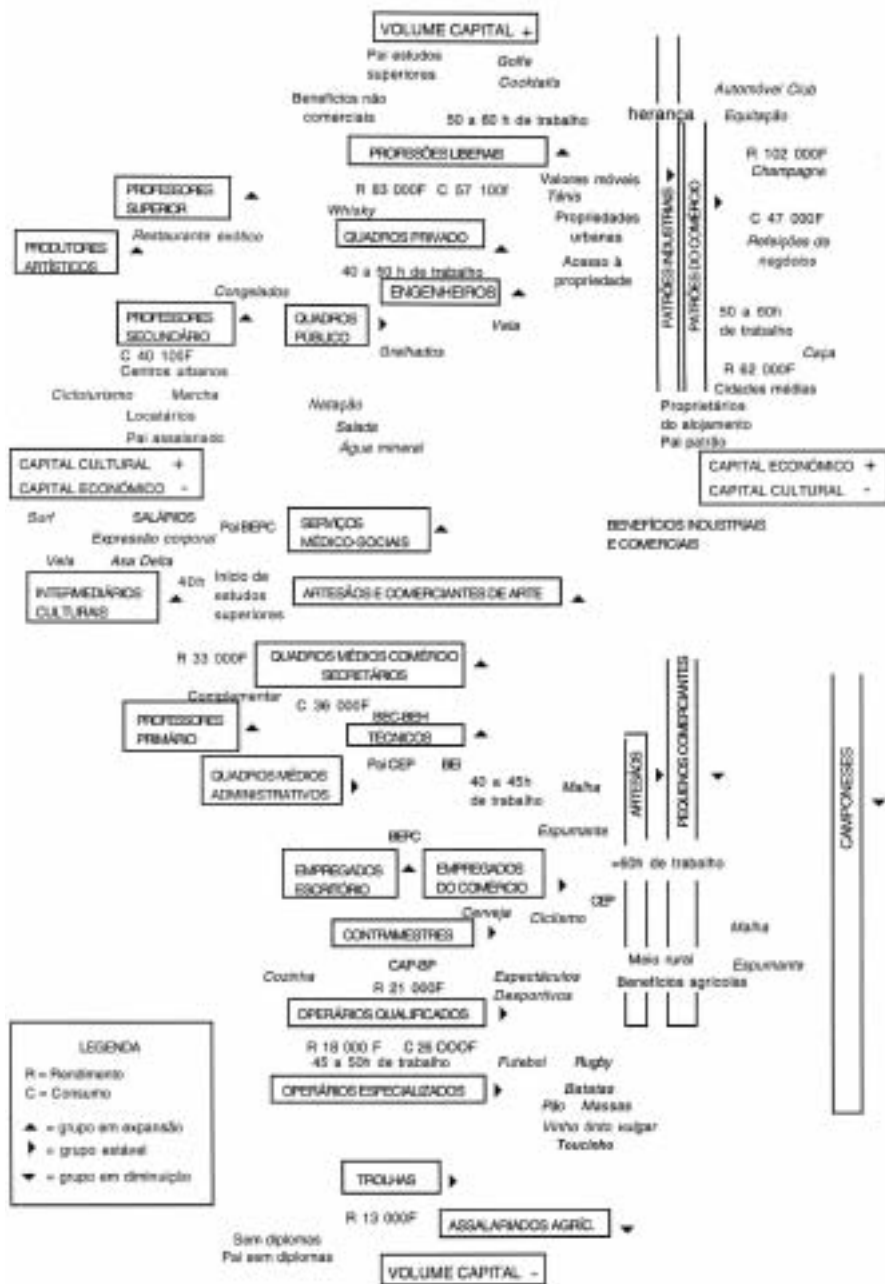 VOLUME CAPITAL +
Pai estudos
superiores
Golfe
Cocktails
Benefícios não
comerciais
50 a 60 h de trabalho
PROFISSÕES LIBERAIS
herança
Automóvel Club
Equitação
R 102 000F
Champagne
C 47 000F
Refeições de
negócios
50 a 60h
de trabalho
Caça
R 62 000F
Cidades médias
Proprietários
do alojamento
Pai patrão
PATRÕES INDUSTRIAIS
PATRÕES DO COMÉRCIO
PROFESSORES
SUPERIOR
R 83 000F C 57 100f
Whisky
Valores móveis
Ténis
Propriedades
urbanas
Acesso à
propriedade
PRODUTORES
ARTÍSTICOS
Restaurante exótico
QUADROS PRIVADO
40 a 50 h de trabalho
ENGENHEIROS
Congelados
PROFESSORES
SECUNDÁRIO
QUADROS
PÚBLICO
Vela
Grelhados
C 40 100F
Centros urbanos
Cicloturismo Marcha
Locatários
Pai assalariado
Natação
Salada
Água mineral
CAPITAL CULTURAL +
CAPITAL ECONÓMICO -
CAPITAL ECONÓMICO +
CAPITAL CULTURAL -
Surf
SALÁRIOS
Expressão corporal
Vela Asa Delta
Pai BEPC
SERVIÇOS
MÉDICO-SOCIAIS
BENEFÍCIOS INDUSTRIAIS
E COMERCIAIS
INTERMEDIÁRIOS
CULTURAIS
40h
Início de
estudos
superiores
ARTESÃOS E COMERCIANTES DE ARTE
R 33 000F
QUADROS MÉDIOS COMÉRCIO
SECRETÁRIOS
Complementar
C 36 000F
PROFESSORES
PRIMÁRIO
BEC-BEH
TÉCNICOS
QUADROS MÉDIOS
ADMINISTRATIVOS
Pai CEP BEI
40 a 45h
de trabalho
Malha
Espumante
ARTESÃOS
PEQUENOS COMERCIANTES
CAMPONESES
BEPC
EMPREGADOS
ESCRITÓRIO
EMPREGADOS
DO COMÉRCIO
=60h de trabalho
CEP
Cerveja
Ciclismo
CONTRAMESTRES
Malha
Meio rural
Espumante
Benefícios agrícolas
Cozinha
CAP-BP
R 21 000F
Espectáculos
Desportivos
OPERÁRIOS QUALIFICADOS
R 18 000 F C 26 000F
45 a 50h de trabalho
Futebol Rugby
OPERÁRIOS ESPECIALIZADOS
Batatas
Pão Massas
Vinho tinto vulgar
Toucinho
LEGENDA
R = Rendimento
C = Consumo
▲ = grupo em expansão
▶ = grupo estável
▼ = grupo em diminuição
TROLHAS
R 13 000F
ASSALARIADOS AGRÍC.
Sem diplomas
Pai sem diplomas
VOLUME CAPITAL -